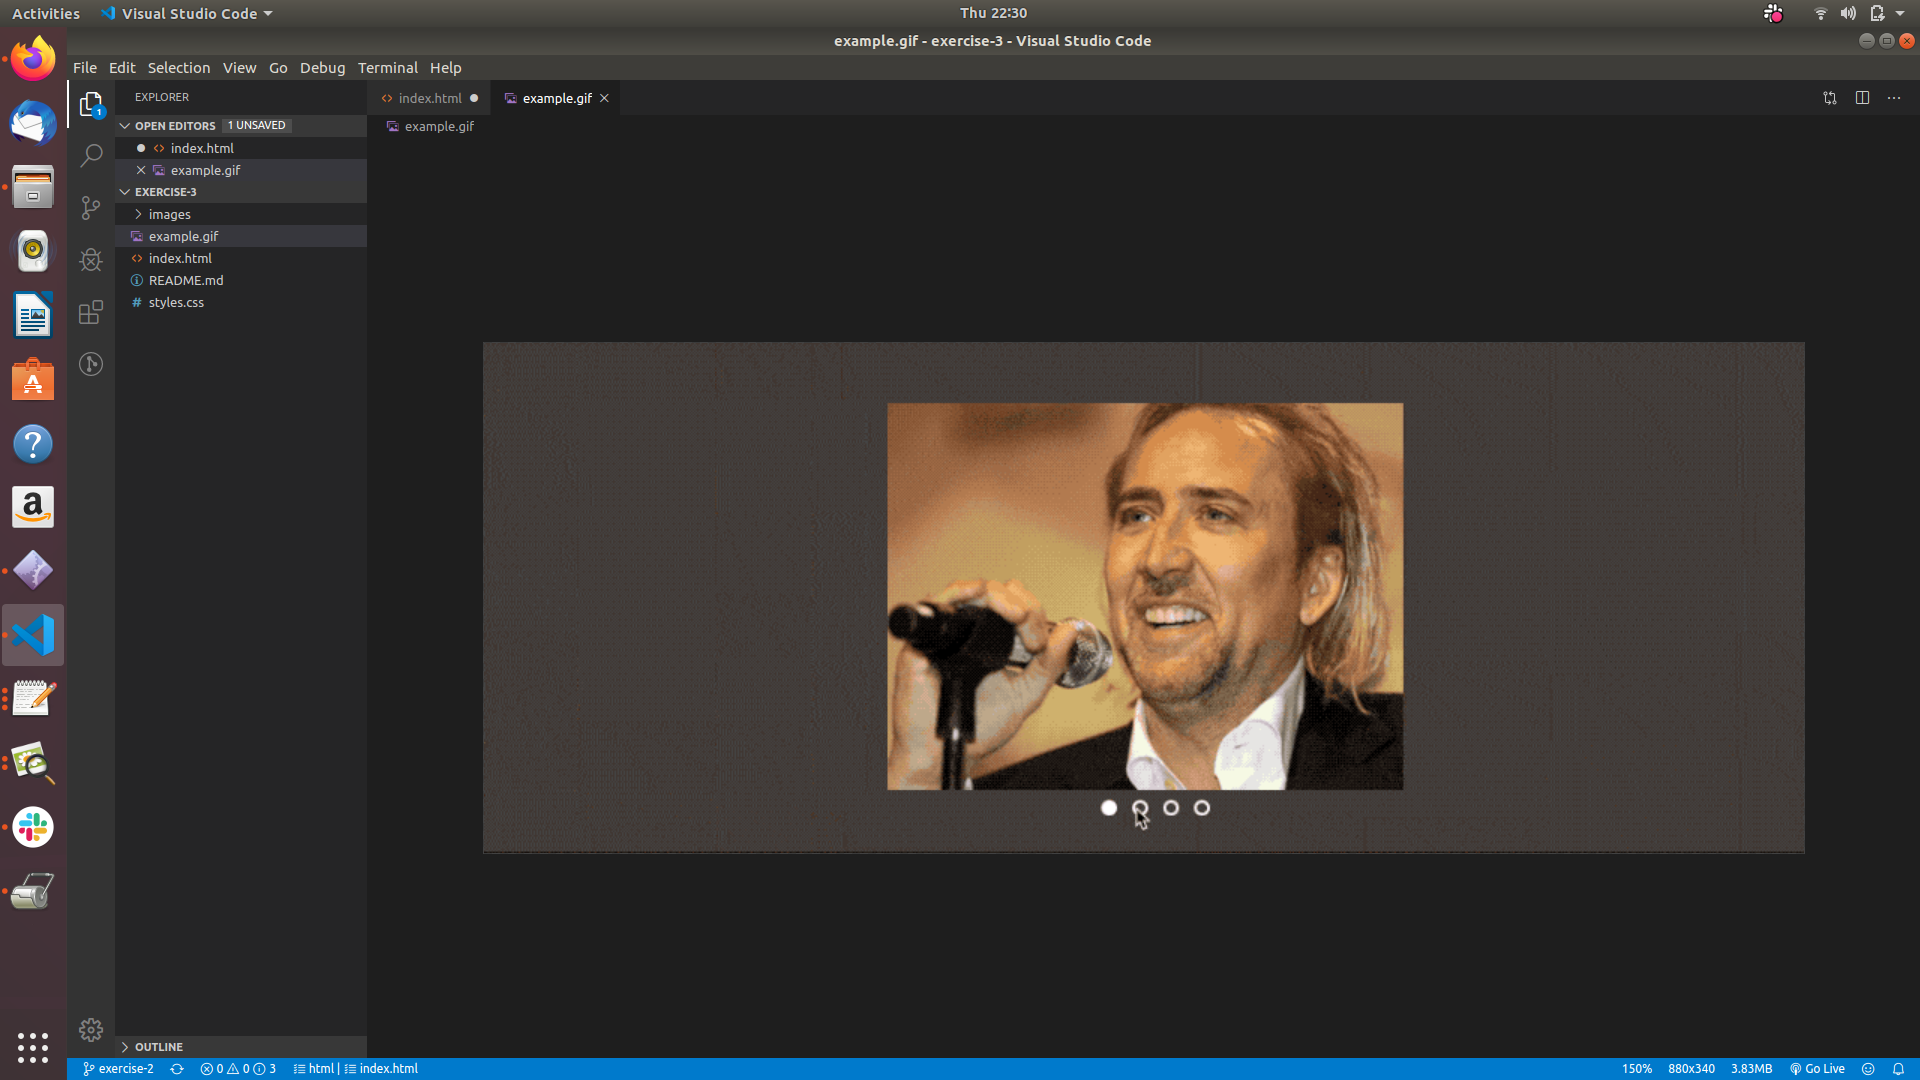 Activities
Visual Studio Code
Thu 22:30
example.gif - exercise-3 - Visual Studio Code
File Edit Selection View Go Debug Terminal Help
EXPLORER
index.html
example.gif
OPEN EDITORS 1 UNSAVED
example.gif
index.html
example.gif
EXERCISE-3
images
example.gif
index.html
README.md
styles.css
OUTLINE
exercise-2
0 0 3
html | index.html
150%
880x340
3.83MB
Go Live